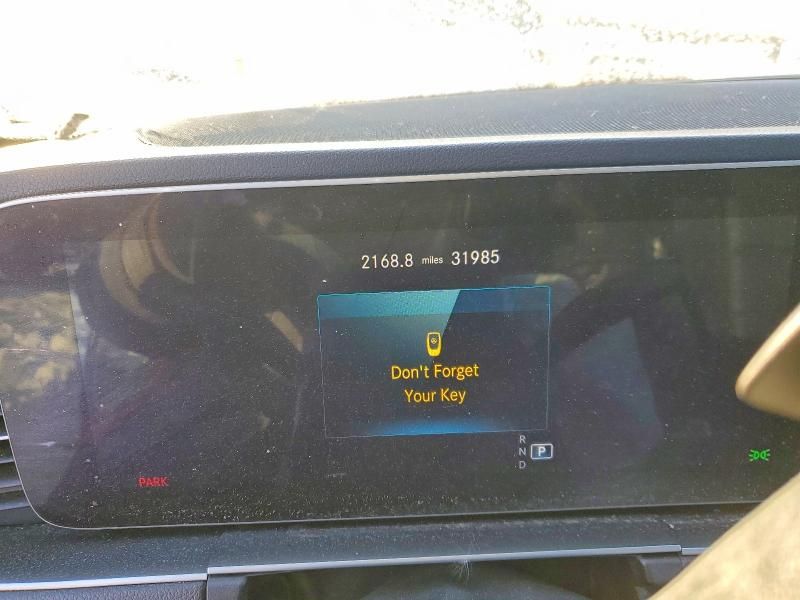 2168.8 miles 31985
Don't Forget
Your Key
R
N P
D
PARK